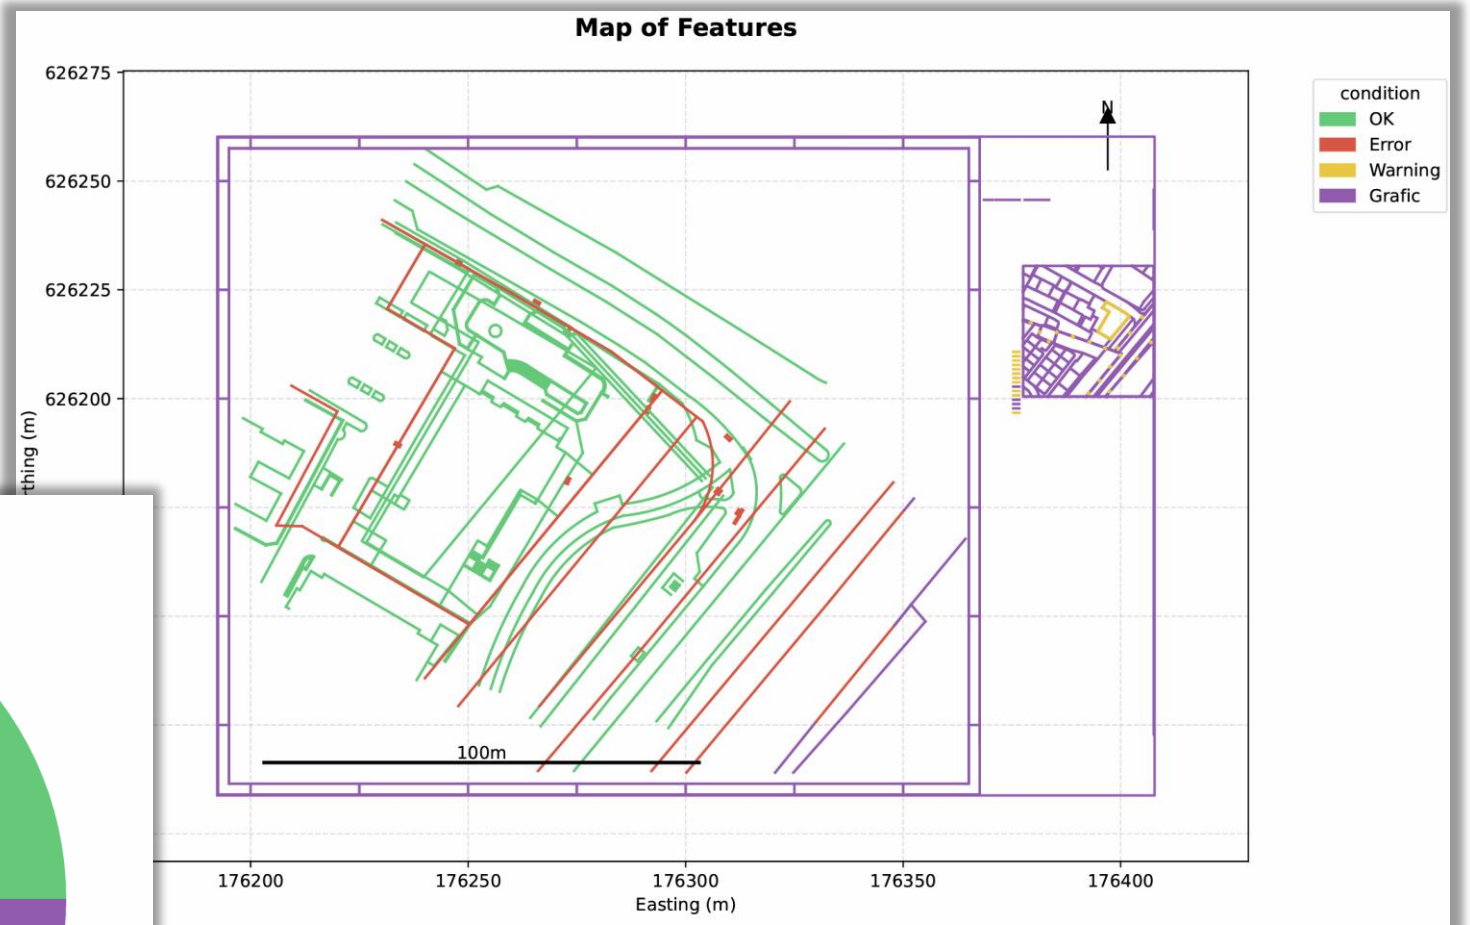 Map of Features
626275
626250
626225
626200
rthing (m)
N
condition
OK
Error
Warning
Grafic
100m
176200
176250
176300
176350
176400
Easting (m)